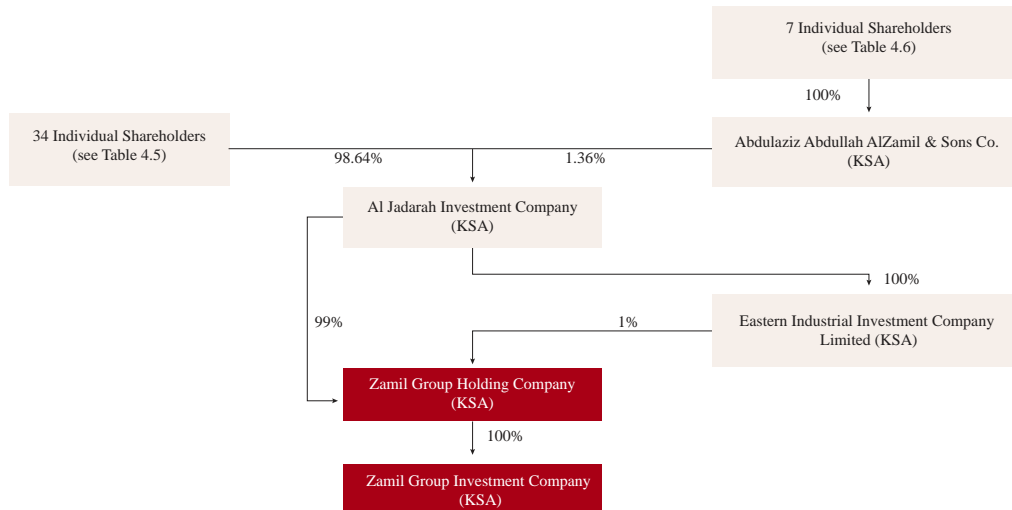 7 Individual Shareholders
(see Table 4.6)
100%
34 Individual Shareholders
(see Table 4.5)
98.64%
1.36%
Abdulaziz Abdullah AlZamil & Sons Co.
(KSA)
Al Jadarah Investment Company
(KSA)
100%
99%
1%
Eastern Industrial Investment Company
Limited (KSA)
Zamil Group Holding Company
(KSA)
100%
Zamil Group Investment Company
(KSA)